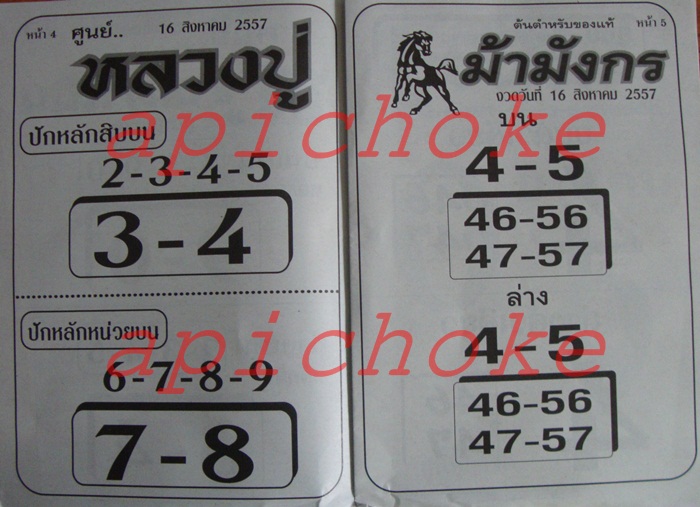 หน้า 4 ศูนย์.. 16 สิงหาคม 2557
หลวงปู่
ปักหลักสิบบน
2-3-4-5
3-4
ปักหลักหน่วยบน
6-7-8-9
7-8
ต้นตำหรับของแท้ หน้า 5
ม้ามังกร
งวดวันที่ 16 สิงหาคม 2557
บน
4-5
46-56
47-57
ล่าง
4-5
46-56
47-57
apichoke
apichoke